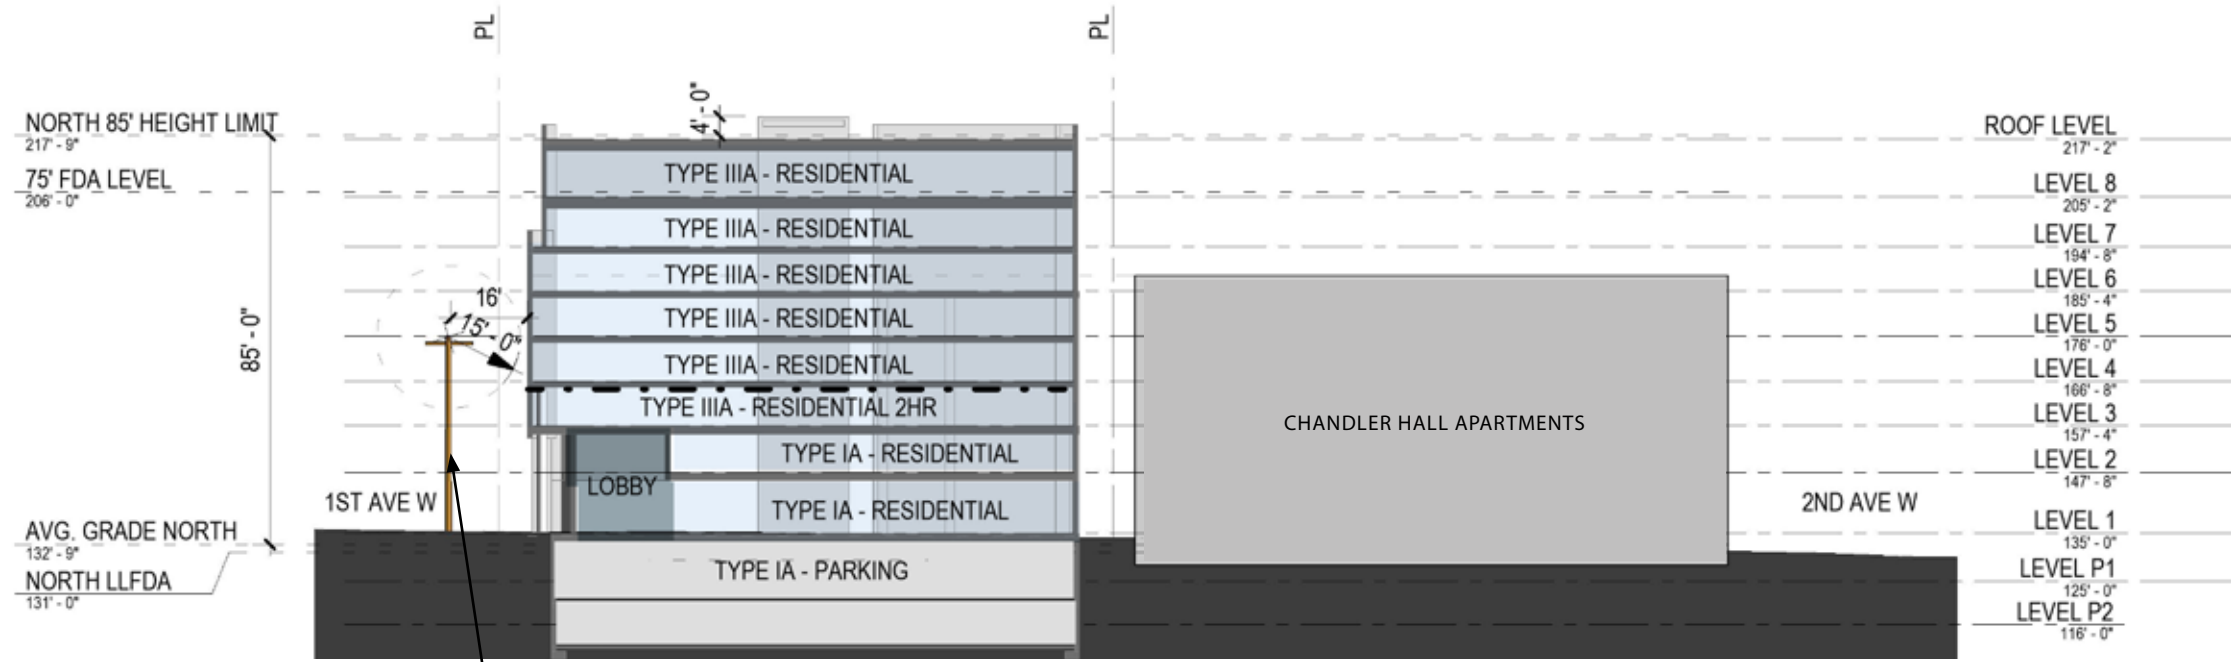 PL
PL
4' - 0"
NORTH 85' HEIGHT LIMIT
217' - 9"
75' FDA LEVEL
206' - 0"
85' - 0"
AVG. GRADE NORTH
132' - 9"
NORTH LLFDA
131' - 0"
1ST AVE W
16'
15' - 0"
TYPE IIIA - RESIDENTIAL
TYPE IIIA - RESIDENTIAL
TYPE IIIA - RESIDENTIAL
TYPE IIIA - RESIDENTIAL
TYPE IIIA - RESIDENTIAL
TYPE IIIA - RESIDENTIAL 2HR
TYPE IA - RESIDENTIAL
LOBBY
TYPE IA - RESIDENTIAL
TYPE IA - PARKING
CHANDLER HALL APARTMENTS
2ND AVE W
ROOF LEVEL
217' - 2"
LEVEL 8
205' - 2"
LEVEL 7
194' - 8"
LEVEL 6
185' - 4"
LEVEL 5
176' - 0"
LEVEL 4
166' - 8"
LEVEL 3
157' - 4"
LEVEL 2
147' - 8"
LEVEL 1
135' - 0"
LEVEL P1
125' - 0"
LEVEL P2
116' - 0"